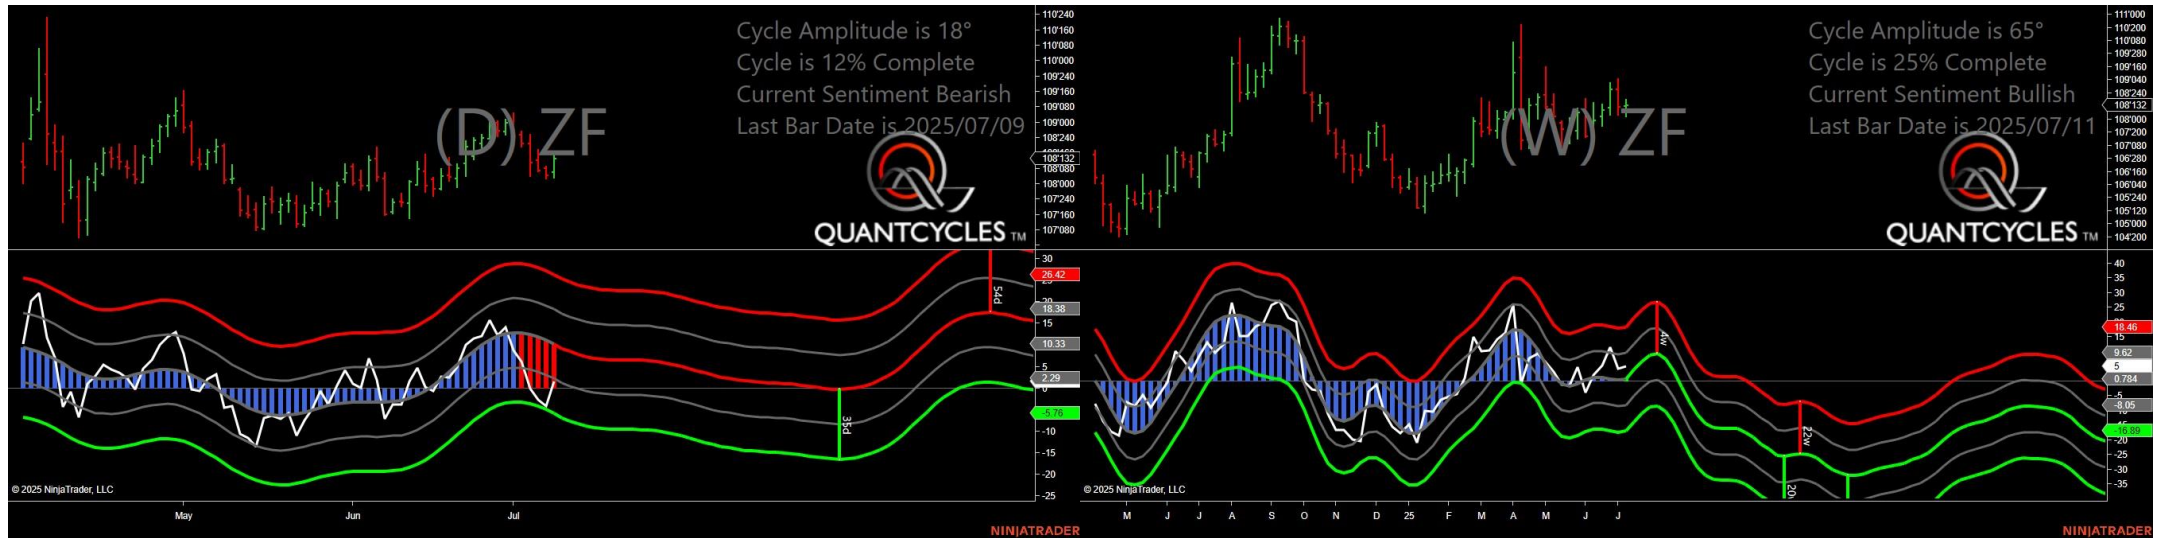 Cycle Amplitude is 18°
Cycle is 12% Complete
Current Sentiment Bearish
Last Bar Date is 2025/07/09
(D) ZF
QUANTCYCLES TM
110'240
110'160
110'080
110'000
109'240
109'160
109'080
109'000
108'240
108'132
108'080
108'000
107'240
107'160
107'080
30
26.42
18.38
15
10.33
5
2.29
-5.76
-10
-15
-20
-25
54d
35d
© 2025 NinjaTrader, LLC
May
Jun
Jul
NINJATRADER
Cycle Amplitude is 65°
Cycle is 25% Complete
Current Sentiment Bullish
Last Bar Date is 2025/07/11
(W) ZF
QUANTCYCLES TM
111'000
110'200
110'080
109'280
109'160
109'040
108'240
108'132
108'000
107'200
107'080
106'280
106'160
106'040
105'240
105'120
105'000
104'200
40
35
30
25
18.46
15
9.62
5
0.784
-5
-8.05
-16.89
-20
-25
-30
-35
4w
22w
© 2025 NinjaTrader, LLC
M
J
J
A
S
O
N
D
25
F
M
A
M
J
J
NINJATRADER